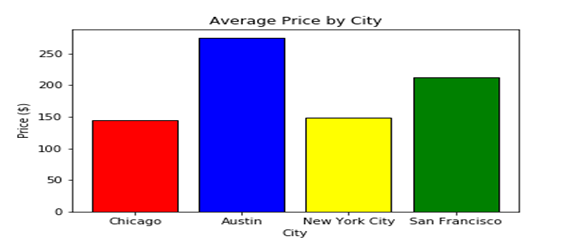 Average Price by City
Price ($)
250
200
150
100
50
0
Chicago Austin New York City San Francisco
City